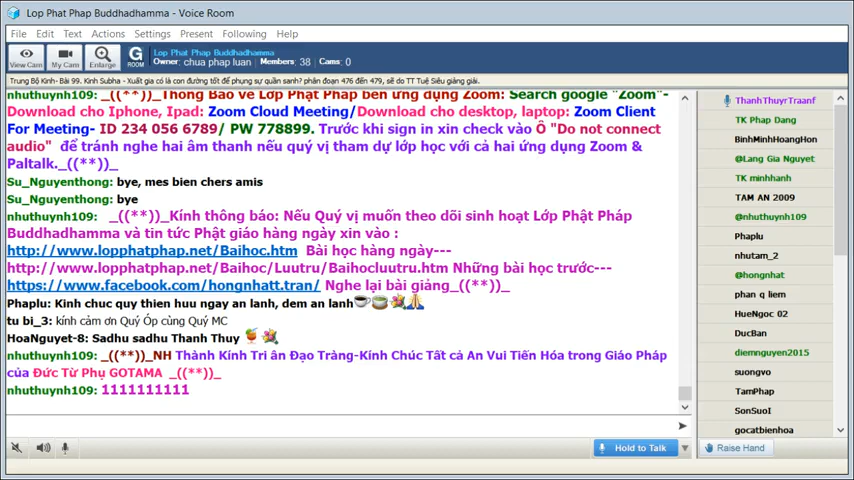 Lop Phat Phap Buddhadhamma - Voice Room
File Edit Text Actions Settings Present Following Help
View Cam My Cam Enlarge G ROOM
Lop Phat Phap Buddhadhamma
Owner: chua phap luan Members: 38 Cams: 0
Trung Bộ Kinh- Bài 99. Kinh Subha - Xuất gia có là con đường tốt để phụng sự quần sanh? phân đoạn 476 đến 479, sẽ do TT Tuệ Siêu giảng giải.
nhuthuynh109: _((**))_Thông Báo về Lớp Phật Pháp bên ứng dụng Zoom: Search google "Zoom"-
Download cho Iphone, Ipad: Zoom Cloud Meeting/Download cho desktop, laptop: Zoom Client
For Meeting- ID 234 056 6789/ PW 778899. Trước khi sign in xin check vào Ô "Do not connect
audio" để tránh nghe hai âm thanh nếu quý vị tham dự lớp học với cả hai ứng dụng Zoom &
Paltalk._((**))_
Su_Nguyenthong: bye, mes bien chers amis
Su_Nguyenthong: bye
nhuthuynh109: _((**))_Kính thông báo: Nếu Quý vị muốn theo dõi sinh hoạt Lớp Phật Pháp
Buddhadhamma và tin tức Phật giáo hàng ngày xin vào :
http://www.lopphatphap.net/Baihoc.htm Bài học hàng ngày---
http://www.lopphatphap.net/Baihoc/Luutru/Baihocluutru.htm Những bài học trước---
https://www.facebook.com/hongnhatt.tran/ Nghe lại bài giảng_((**))_
Phaplu: Kinh chuc quy thien huu ngay an lanh, dem an lanh
tu bi_3: kính cảm ơn Quý Óp cùng Quý MC
HoaNguyet-8: Sadhu sadhu Thanh Thuy
nhuthuynh109: _((**))_NH Thành Kính Tri ân Đạo Tràng-Kính Chúc Tất cả An Vui Tiến Hóa trong Giáo Pháp
của Đức Từ Phụ GOTAMA _((**))_
nhuthuynh109: 1111111111
Hold to Talk
Raise Hand
ThanhThuyrTraanf
TK Phap Dang
BinhMinhHoangHon
@Lang Gia Nguyet
TK minhhanh
TAM AN 2009
@nhuthuynh109
Phaplu
nhutam_2
@hongnhat
phan q liem
HueNgoc 02
DucBan
diemnguyen2015
suongvo
TamPhap
SonSuoI
gocatbienhoa